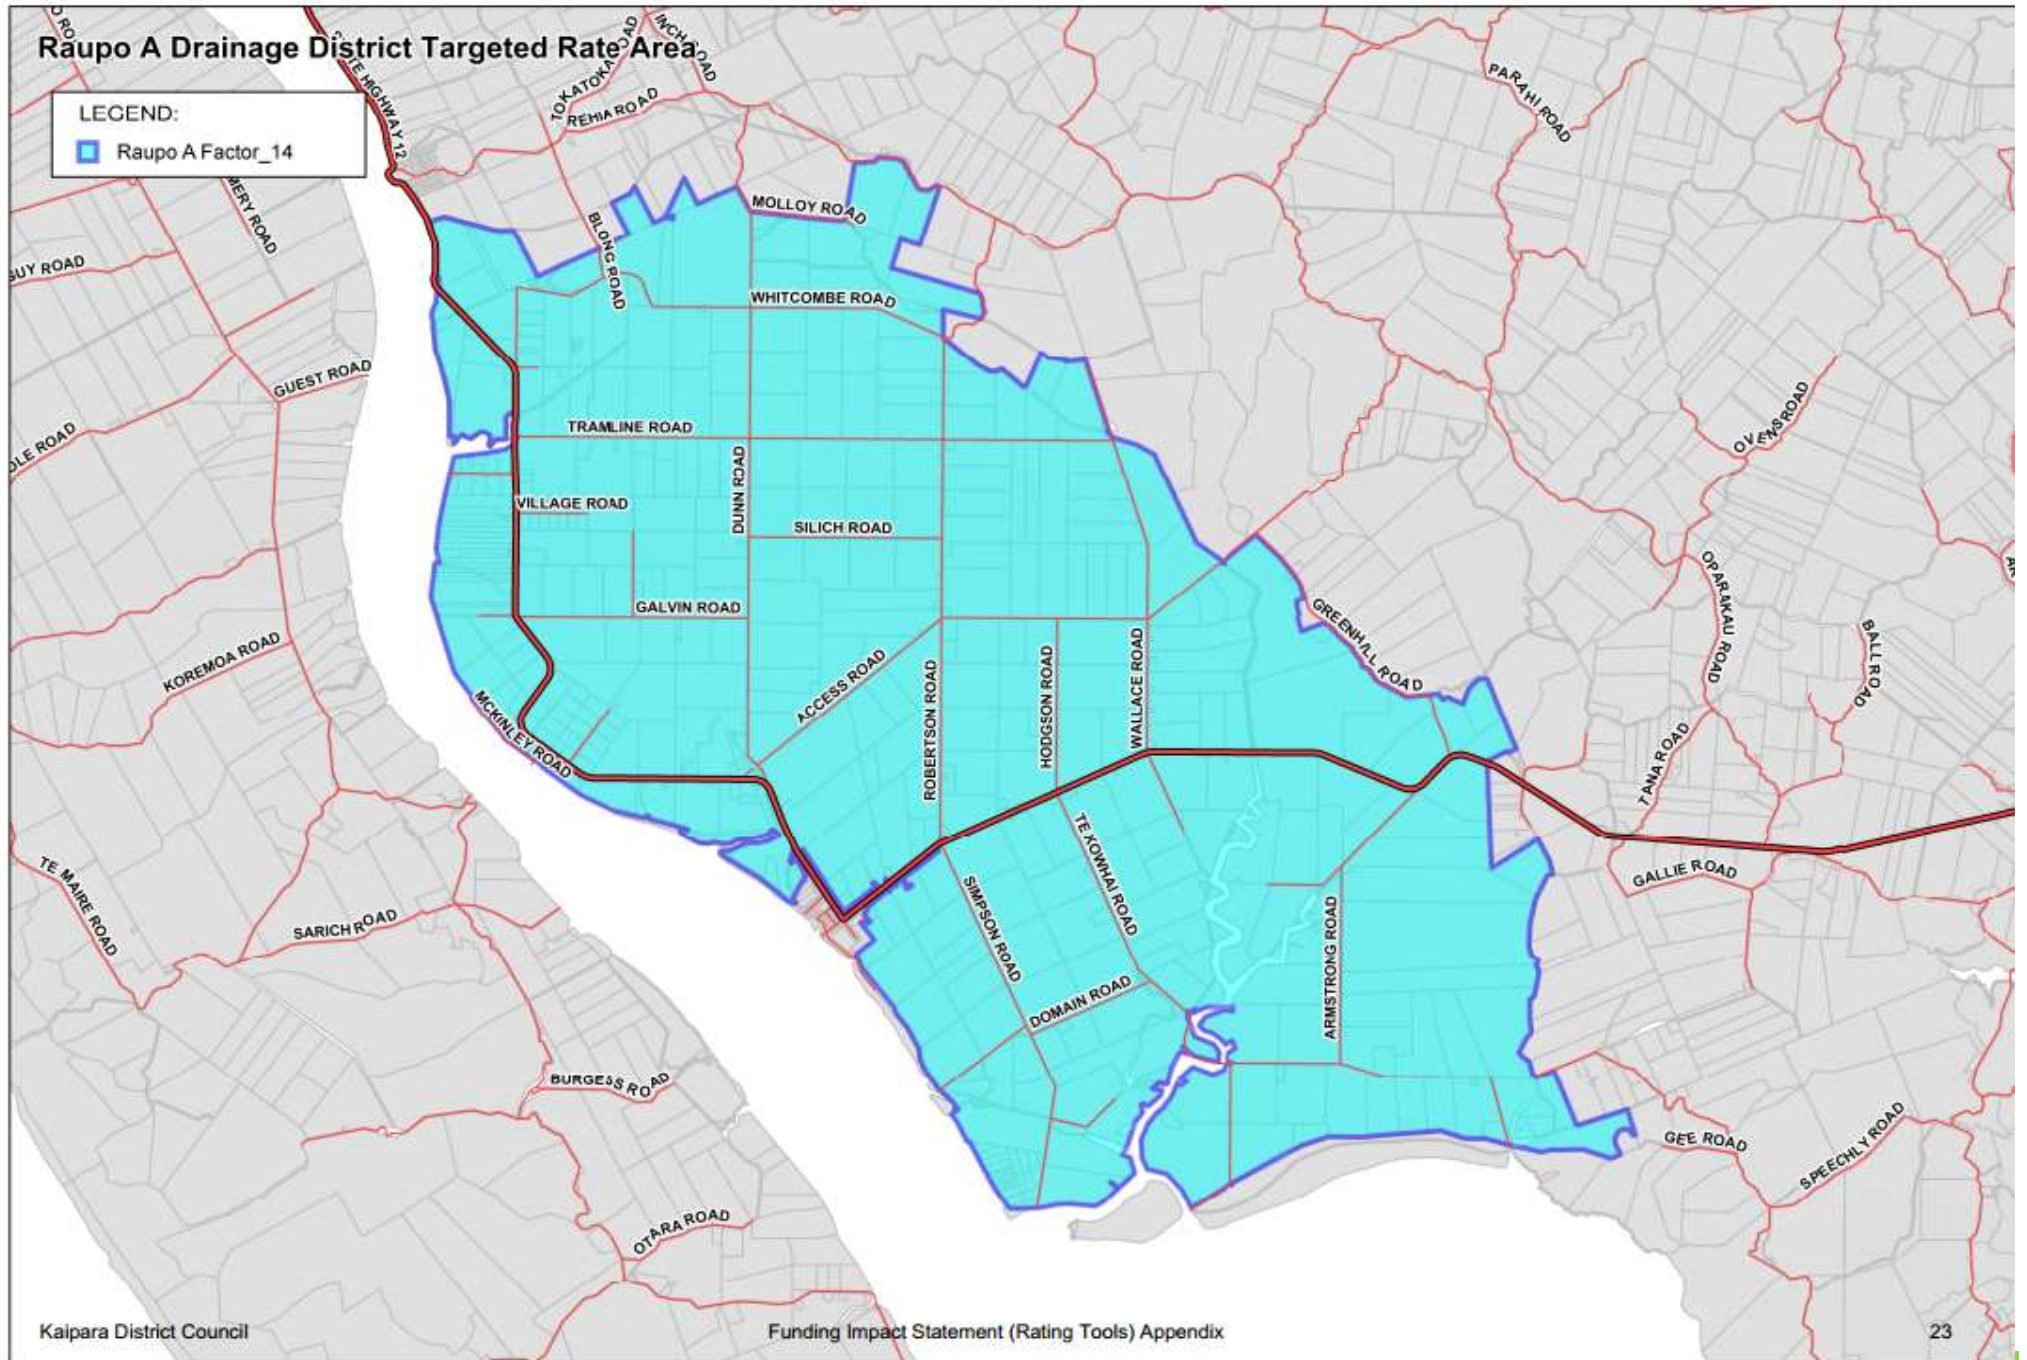 Raupo A Drainage District Targeted Rate Area
LEGEND:
Raupo A Factor_14
STATE HIGHWAY 12
TOKATOKA ROAD
REHIA ROAD
PARAHI ROAD
GUY ROAD
BLONG ROAD
MOLLOY ROAD
WHITCOMBE ROAD
GUEST ROAD
TRAMLINE ROAD
OVENS ROAD
VILLAGE ROAD
DUNN ROAD
SILICH ROAD
OPARAKAU ROAD
GALVIN ROAD
GREENHILL ROAD
BALL ROAD
KOREMOA ROAD
ACCESS ROAD
ROBERTSON ROAD
HODGSON ROAD
WALLACE ROAD
MCKINLEY ROAD
TANA ROAD
TE MAIRE ROAD
SARICH ROAD
SIMPSON ROAD
TE KOWHAI ROAD
GALLIE ROAD
ARMSTRONG ROAD
DOMAIN ROAD
BURGESS ROAD
GEE ROAD
SPEECHLY ROAD
OTARA ROAD
Kaipara District Council
Funding Impact Statement (Rating Tools) Appendix
23